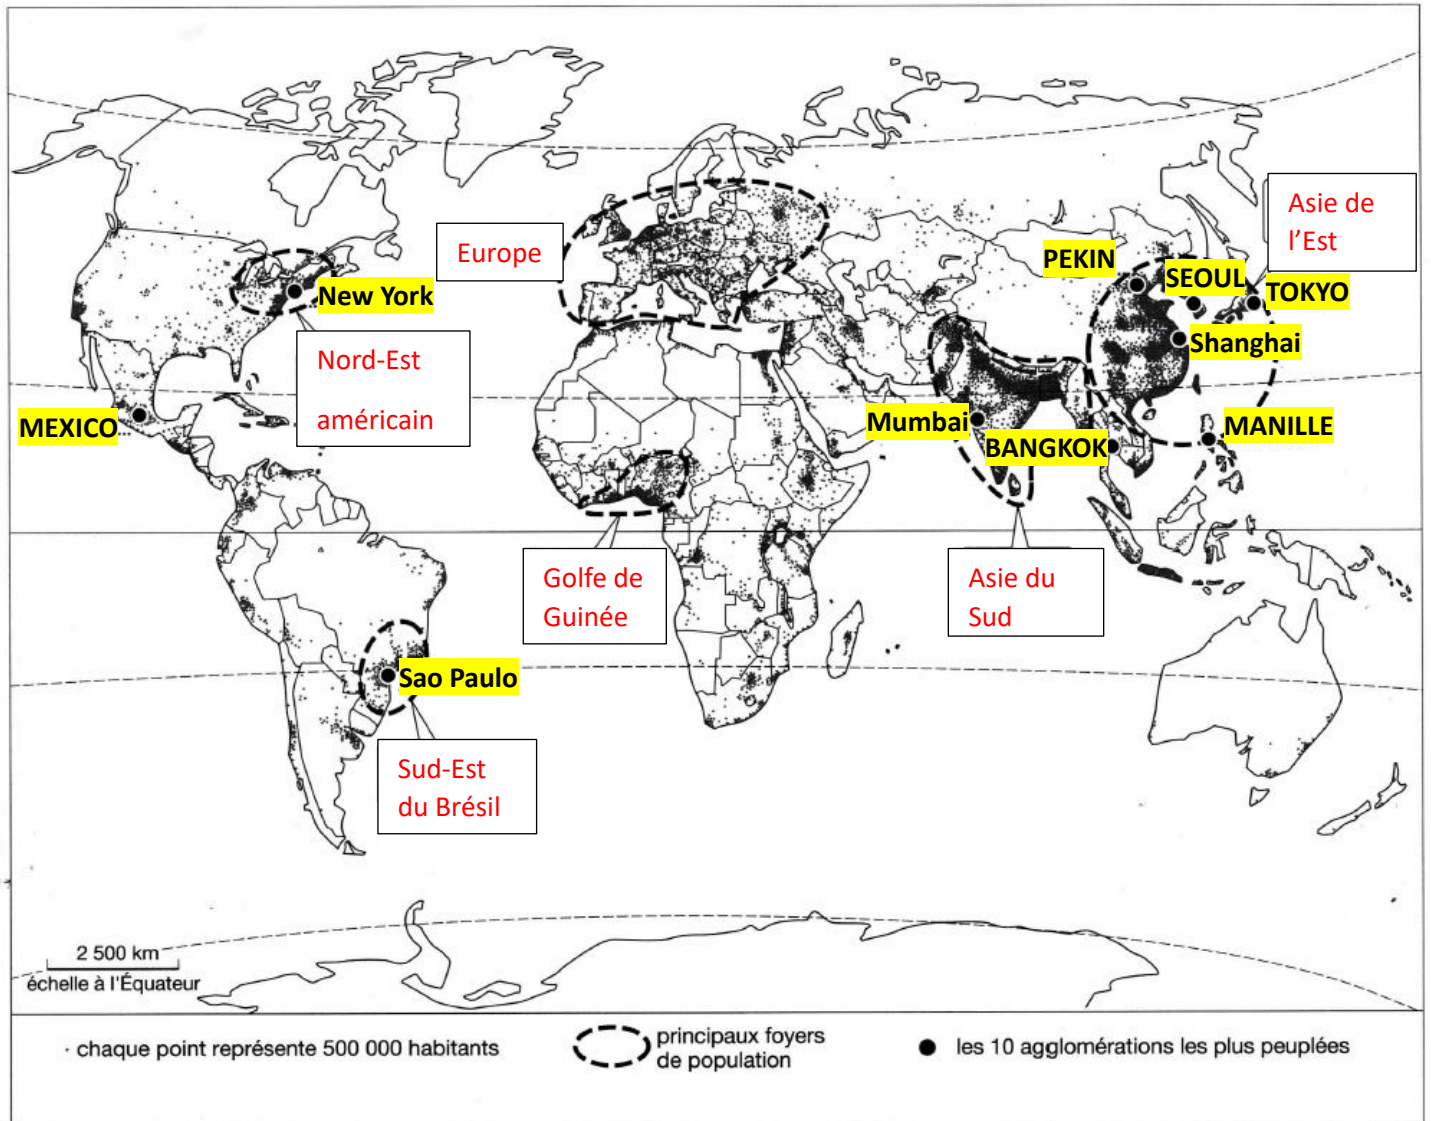 Asie de
l’Est
Europe
PEKIN
SEOUL
TOKYO
New York
Shanghai
Nord-Est
américain
MEXICO
Mumbai
MANILLE
BANGKOK
Golfe de
Guinée
Asie du
Sud
Sao Paulo
Sud-Est
du Brésil
2 500 km
échelle à l'Équateur
· chaque point représente 500 000 habitants
principaux foyers
de population
les 10 agglomérations les plus peuplées